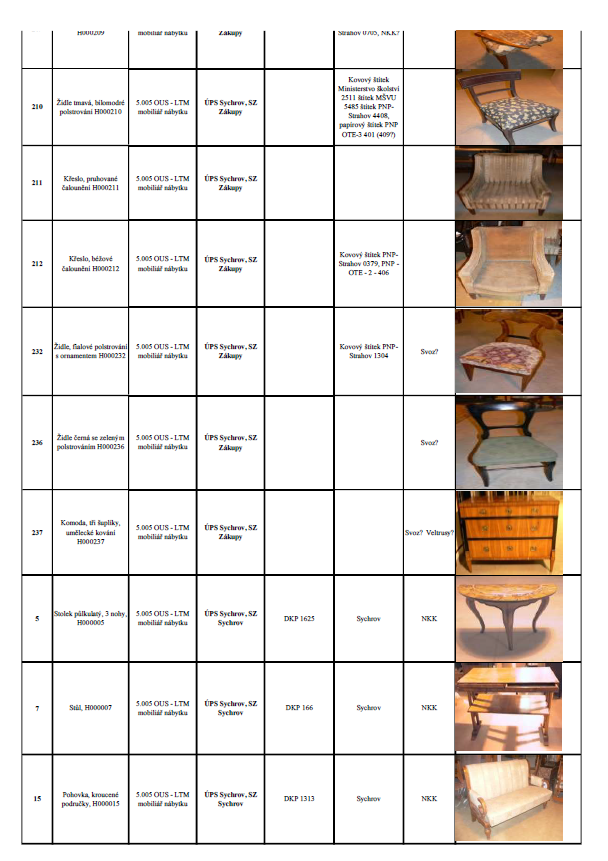 H000209
mobiliář nábytku
Zákupy
Strahov 0705, NKK?
210
Židle tmavá, bílomodré
polstrování H000210
5.005 OUS - LTM
mobiliář nábytku
ÚPS Sychrov, SZ
Zákupy
Kovový štítek
Ministerstvo školství
2511 štítek MŠVU
5485 štítek PNP-
Strahov 4408,
papírový štítek PNP
OTE-3 401 (409?)
211
Křeslo, pruhované
čalounění H000211
5.005 OUS - LTM
mobiliář nábytku
ÚPS Sychrov, SZ
Zákupy
212
Křeslo, béžové
čalounění H000212
5.005 OUS - LTM
mobiliář nábytku
ÚPS Sychrov, SZ
Zákupy
Kovový štítek PNP-
Strahov 0379, PNP -
OTE - 2 - 406
232
Židle, fialové polstrování
s ornamentem H000232
5.005 OUS - LTM
mobiliář nábytku
ÚPS Sychrov, SZ
Zákupy
Kovový štítek PNP-
Strahov 1304
Svoz?
236
Židle černá se zeleným
polstrováním H000236
5.005 OUS - LTM
mobiliář nábytku
ÚPS Sychrov, SZ
Zákupy
Svoz?
237
Komoda, tři šuplíky,
umělecké kování
H000237
5.005 OUS - LTM
mobiliář nábytku
ÚPS Sychrov, SZ
Zákupy
Svoz? Veltrusy?
5
Stolek půlkulatý, 3 nohy,
H000005
5.005 OUS - LTM
mobiliář nábytku
ÚPS Sychrov, SZ
Sychrov
DKP 1625
Sychrov
NKK
7
Stůl, H000007
5.005 OUS - LTM
mobiliář nábytku
ÚPS Sychrov, SZ
Sychrov
DKP 166
Sychrov
NKK
15
Pohovka, kroucené
područky, H000015
5.005 OUS - LTM
mobiliář nábytku
ÚPS Sychrov, SZ
Sychrov
DKP 1313
Sychrov
NKK